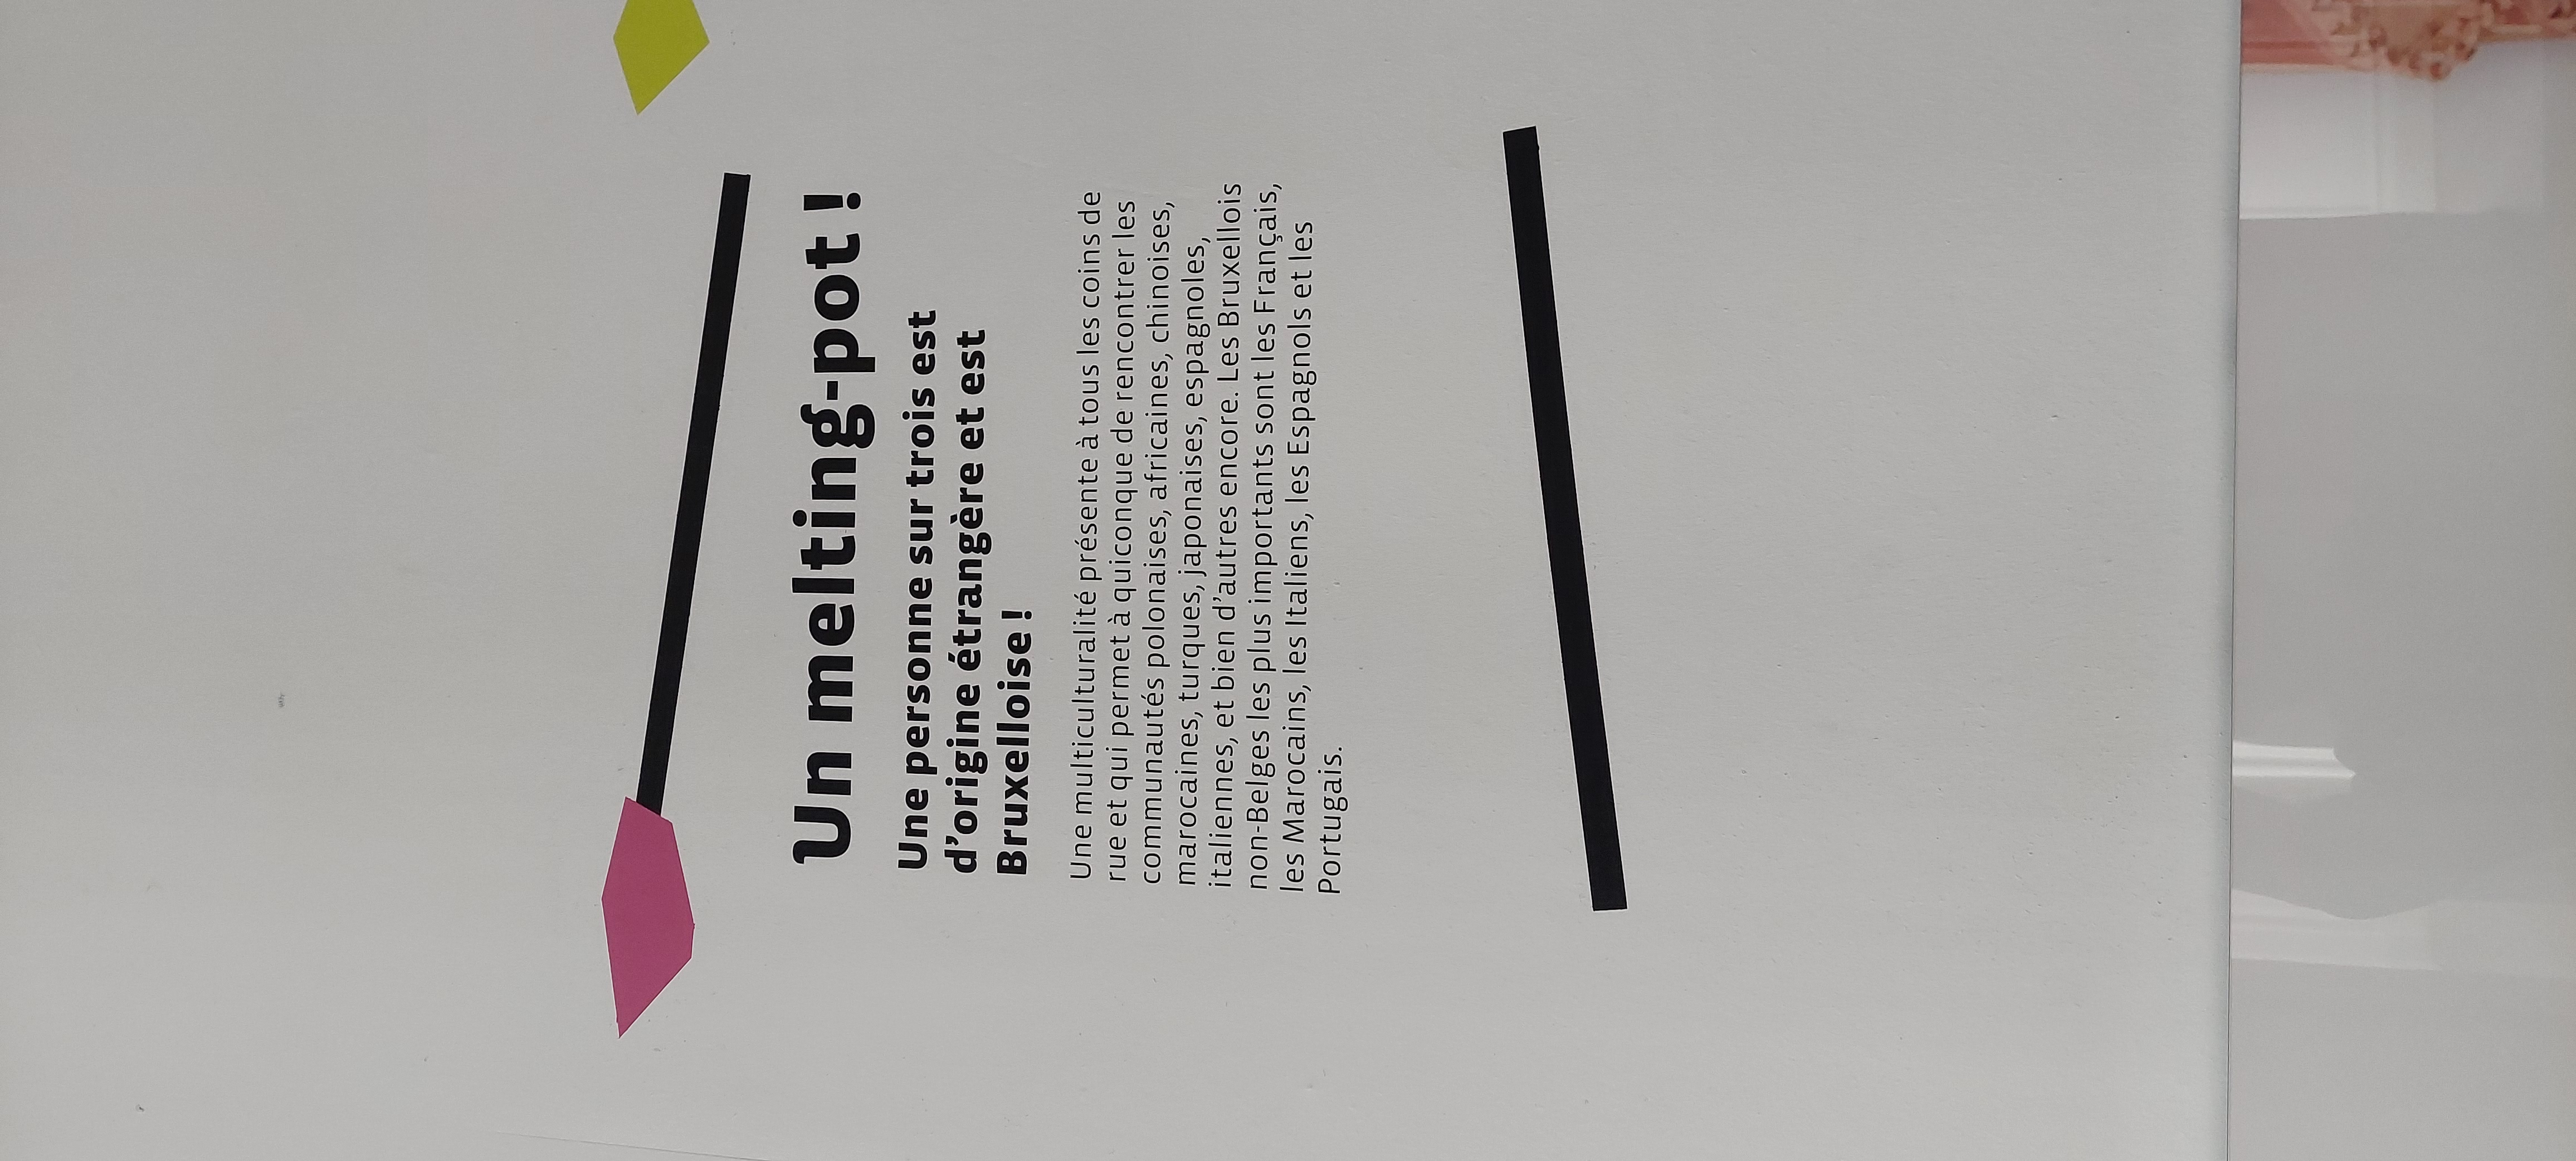 Un melting-pot !
Une personne sur trois est
d’origine étrangère et est
Bruxelloise !
Une multiculturalité présente à tous les coins de
rue et qui permet à quiconque de rencontrer les
communautés polonaises, africaines, chinoises,
marocaines, turques, japonaises, espagnoles,
italiennes, et bien d’autres encore. Les Bruxellois
non-Belges les plus importants sont les Français,
les Marocains, les Italiens, les Espagnols et les
Portugais.